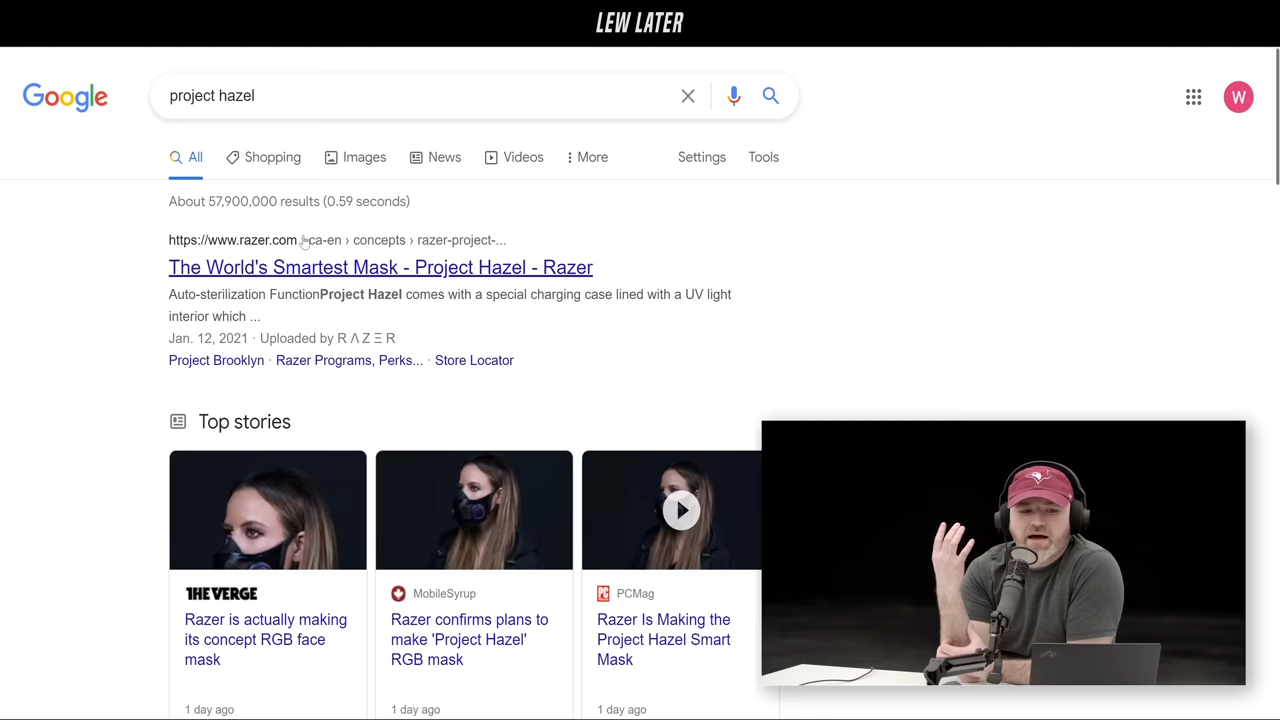 LEW LATER
Google
project hazel
W
All
Shopping
Images
News
Videos
More
Settings
Tools
About 57,900,000 results (0.59 seconds)
https://www.razer.com › ca-en › concepts › razer-project-...
The World's Smartest Mask - Project Hazel - Razer
Auto-sterilization FunctionProject Hazel comes with a special charging case lined with a UV light
interior which ...
Jan. 12, 2021 · Uploaded by R Λ Z Ξ R
Project Brooklyn · Razer Programs, Perks... · Store Locator
Top stories
THE VERGE
Razer is actually making
its concept RGB face
mask
1 day ago
MobileSyrup
Razer confirms plans to
make 'Project Hazel'
RGB mask
1 day ago
PC
PCMag
Razer Is Making the
Project Hazel Smart
Mask
1 day ago